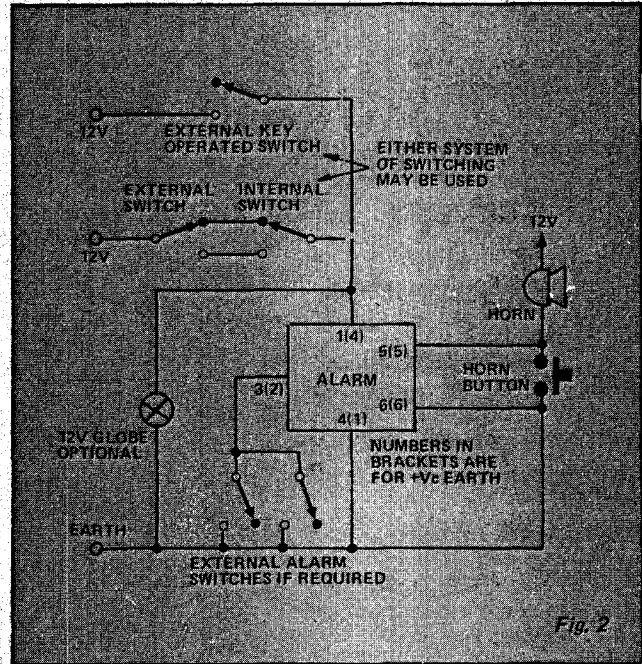 12V
EXTERNAL KEY
OPERATED SWITCH
EITHER SYSTEM
OF SWITCHING
MAY BE USED
EXTERNAL
SWITCH
INTERNAL
SWITCH
12V
12V
HORN
1(4)
5(5)
3(2)
ALARM
HORN
BUTTON
6(6)
4(1)
12V GLOBE
OPTIONAL
NUMBERS IN
BRACKETS ARE
FOR +Ve EARTH
EARTH
EXTERNAL ALARM
SWITCHES IF REQUIRED
Fig. 2